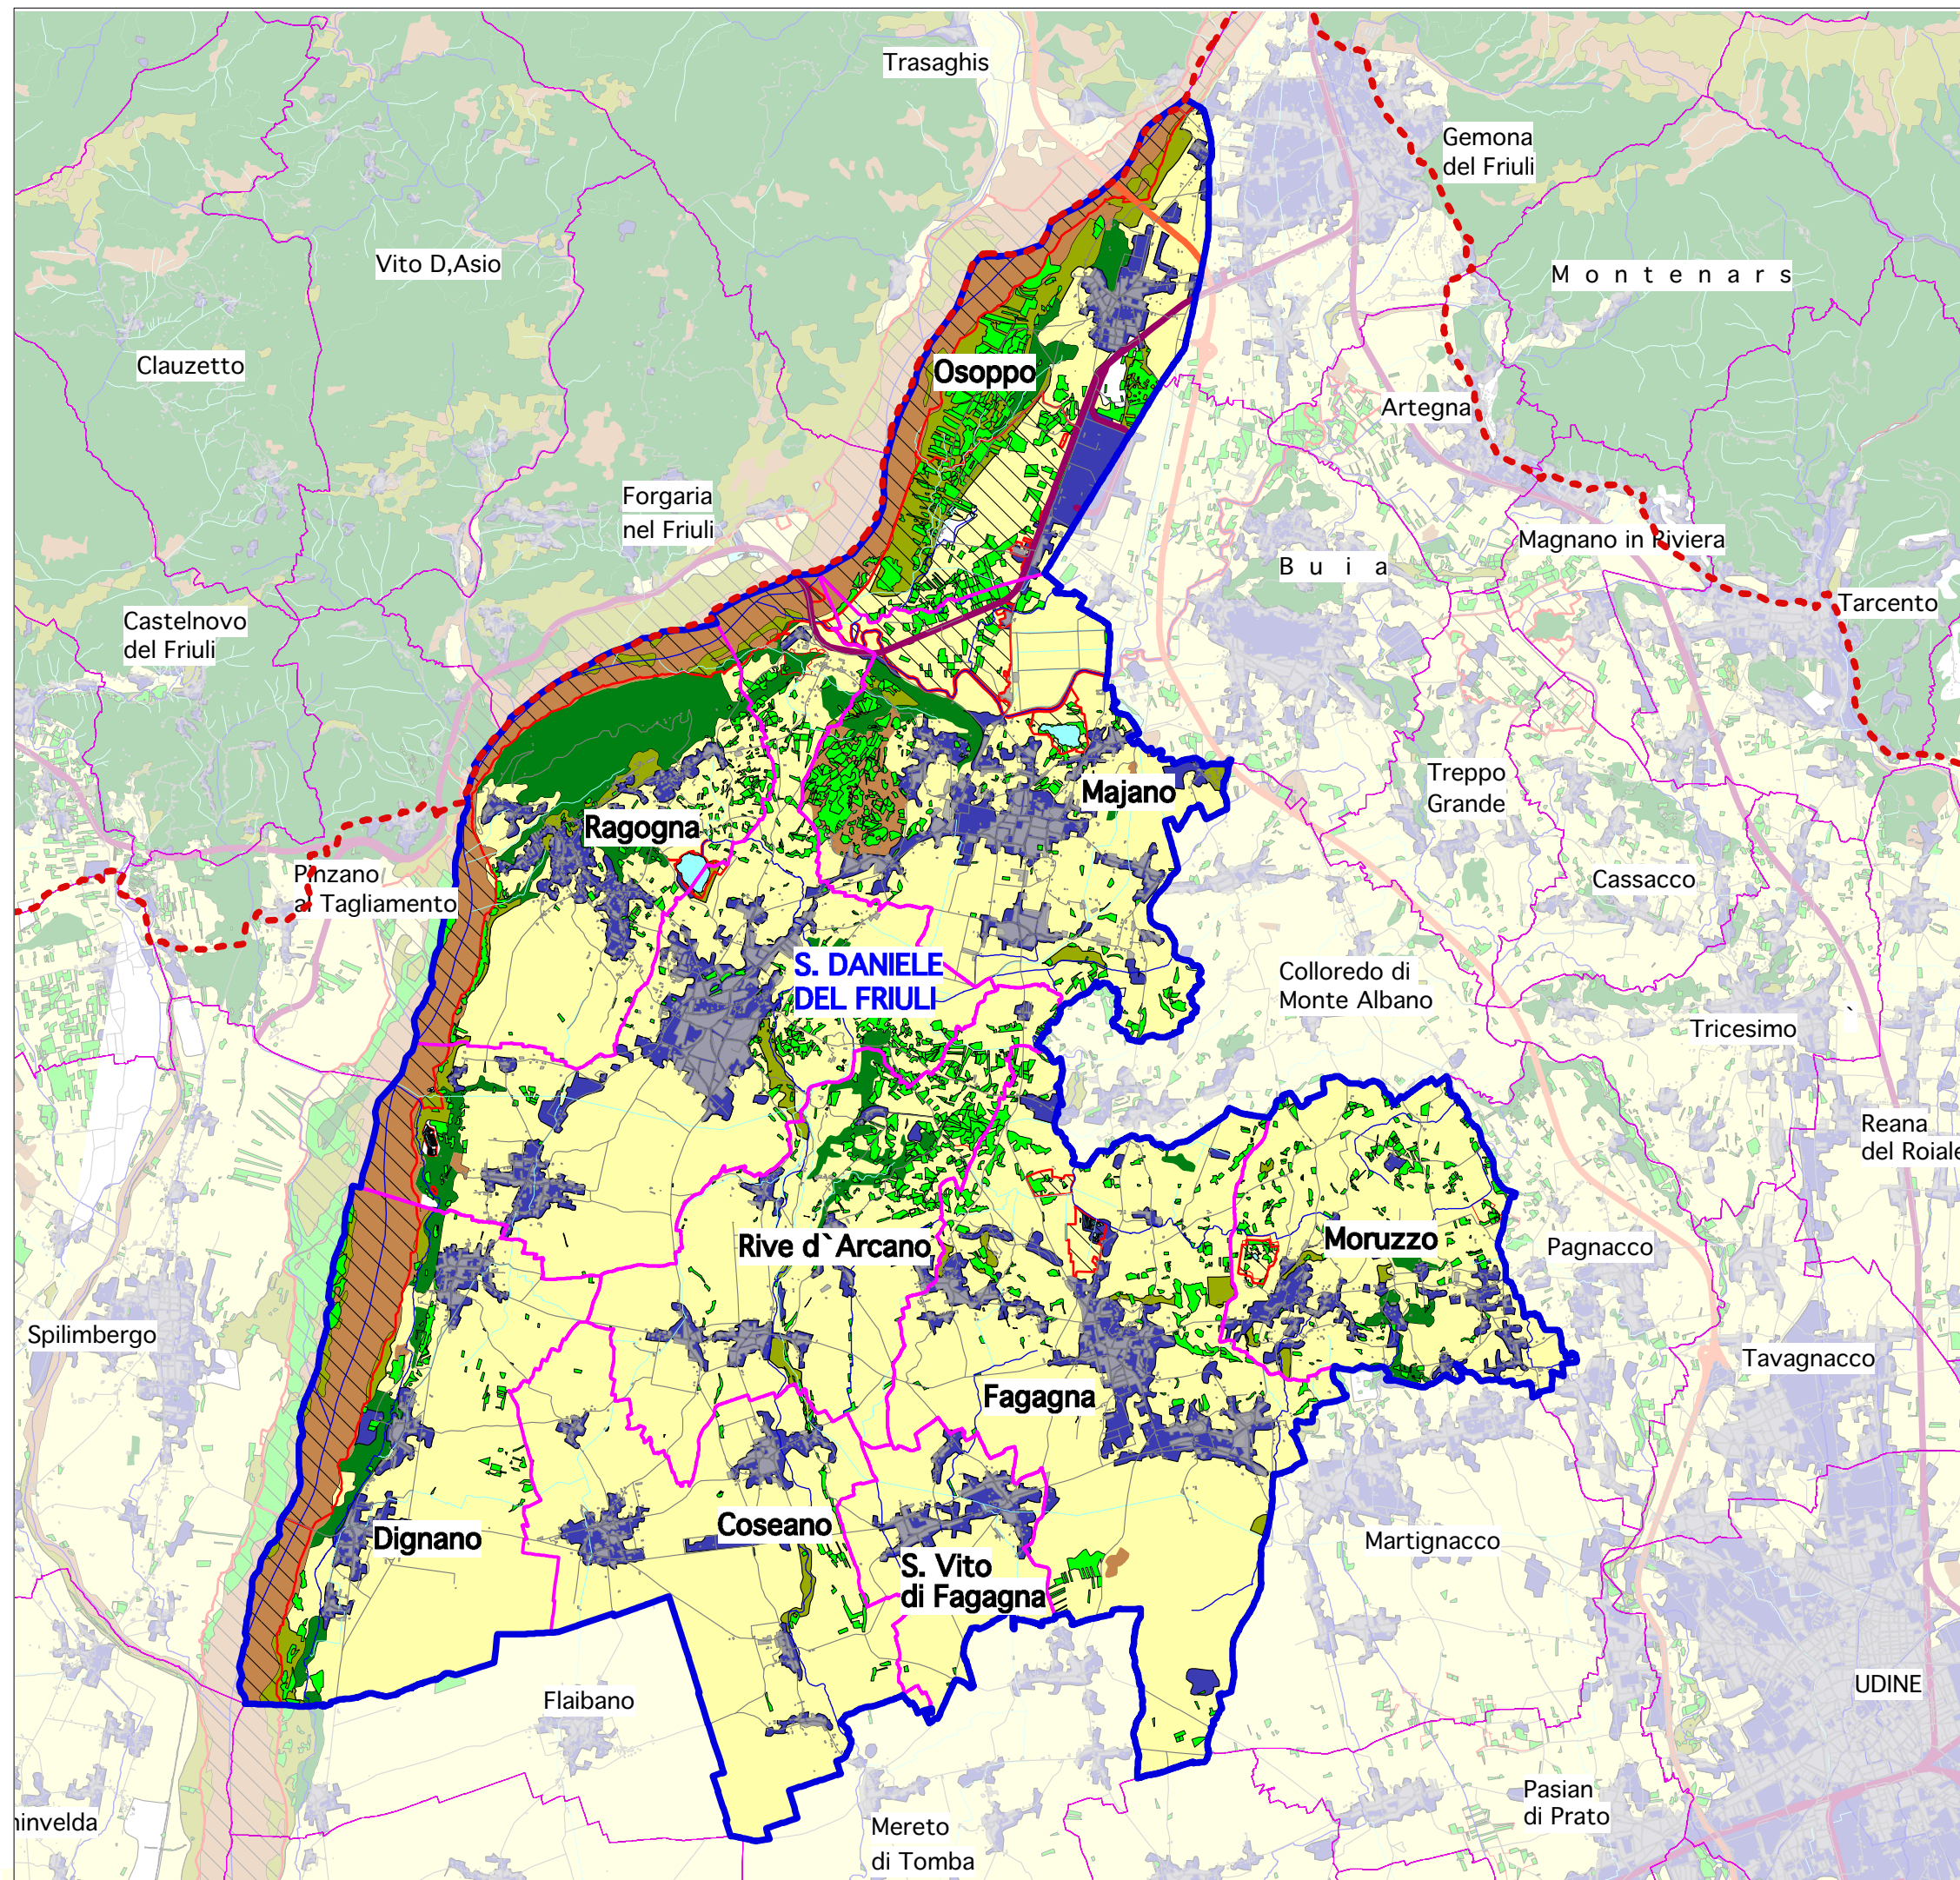 Trasaghis
Gemona
del Friuli
Vito D,Asio
Montenars
Clauzetto
Osoppo
Artegna
Forgaria
nel Friuli
Magnano in Riviera
Buia
Tarcento
Castelnovo
del Friuli
Treppo
Grande
Majano
Ragogna
Pinzano
al Tagliamento
Cassacco
S. DANIELE
DEL FRIULI
Colloredo di
Monte Albano
Tricesimo
`
Reana
del Roiale
Rive d`Arcano
Moruzzo
Pagnacco
Spilimbergo
Tavagnacco
Fagagna
Coseano
Dignano
Martignacco
S. Vito
di Fagagna
UDINE
Flaibano
Pasian
di Prato
ninvelda
Mereto
di Tomba